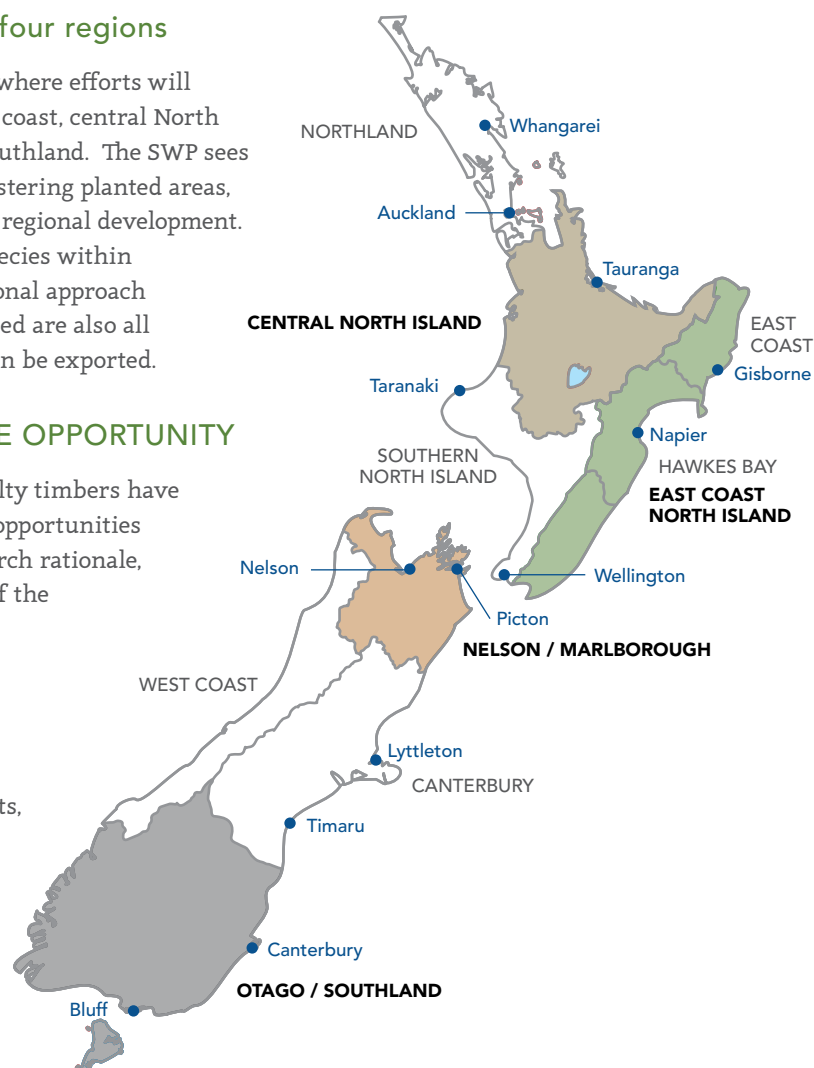 four regions
where efforts will
coast, central North
uthland. The SWP sees
stering planted areas,
regional development.
ecies within
onal approach
ed are also all
n be exported.
E OPPORTUNITY
lty timbers have
opportunities
rch rationale,
f the
ts,
NORTHLAND
Whangarei
Auckland
Tauranga
CENTRAL NORTH ISLAND
EAST
COAST
Gisborne
Taranaki
Napier
SOUTHERN
NORTH ISLAND
HAWKES BAY
EAST COAST
NORTH ISLAND
Nelson
Wellington
Picton
NELSON / MARLBOROUGH
WEST COAST
Lyttleton
CANTERBURY
Timaru
Canterbury
OTAGO / SOUTHLAND
Bluff